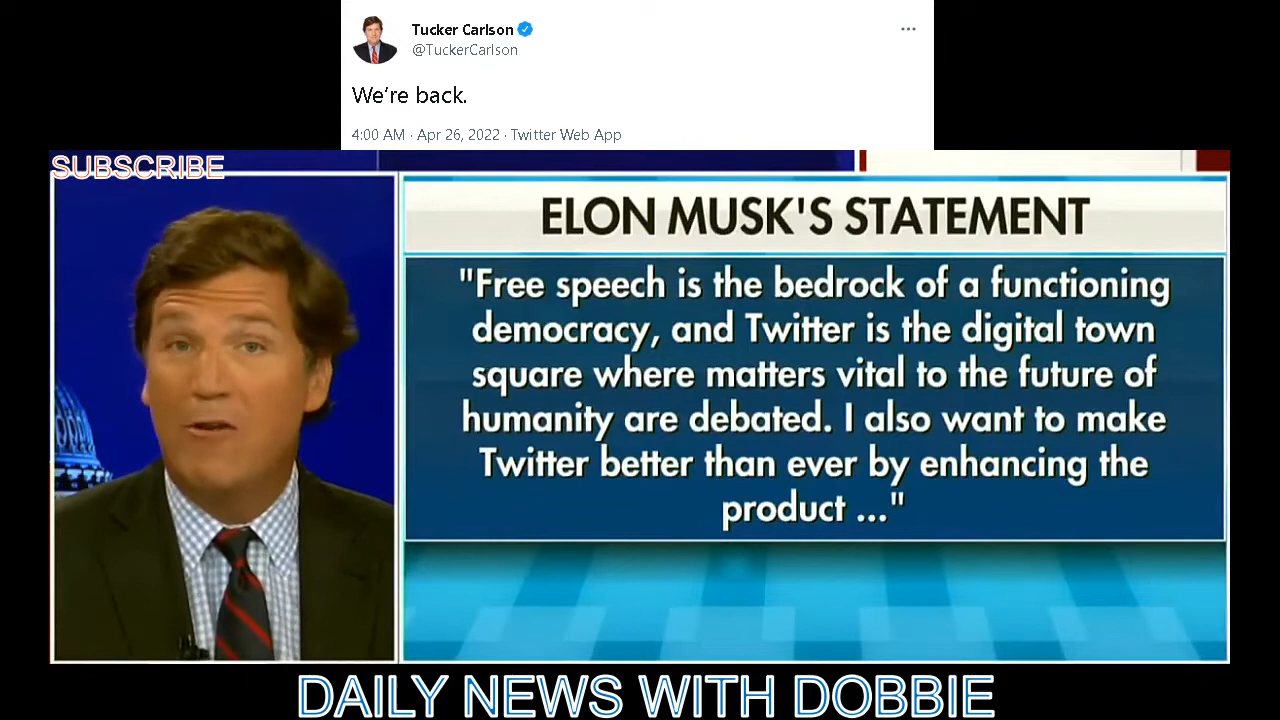 Tucker Carlson
@TuckerCarlson
We're back.
4:00 AM · Apr 26, 2022 · Twitter Web App
SUBSCRIBE
ELON MUSK'S STATEMENT
"Free speech is the bedrock of a functioning
democracy, and Twitter is the digital town
square where matters vital to the future of
humanity are debated. I also want to make
Twitter better than ever by enhancing the
product ..."
DAILY NEWS WITH DOBBIE